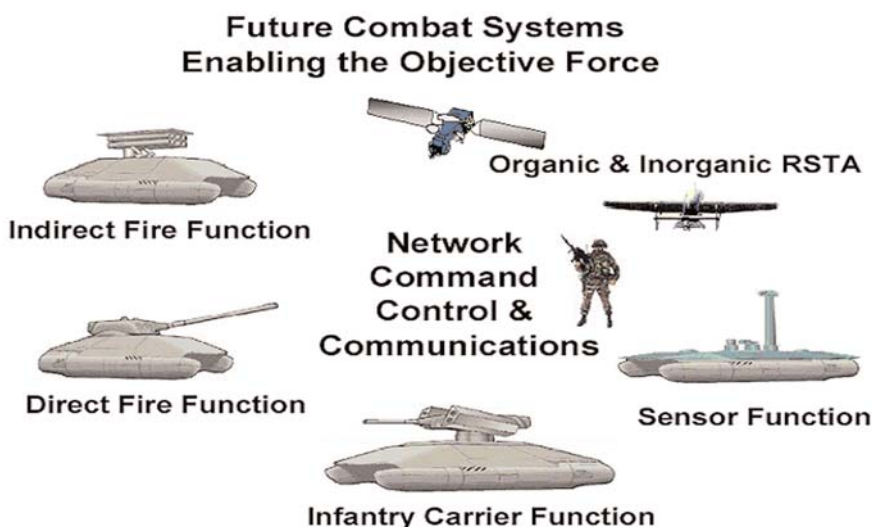 Future Combat Systems
Enabling the Objective Force
Organic & Inorganic RSTA
Indirect Fire Function
Network
Command
Control &
Communications
Direct Fire Function
Sensor Function
Infantry Carrier Function